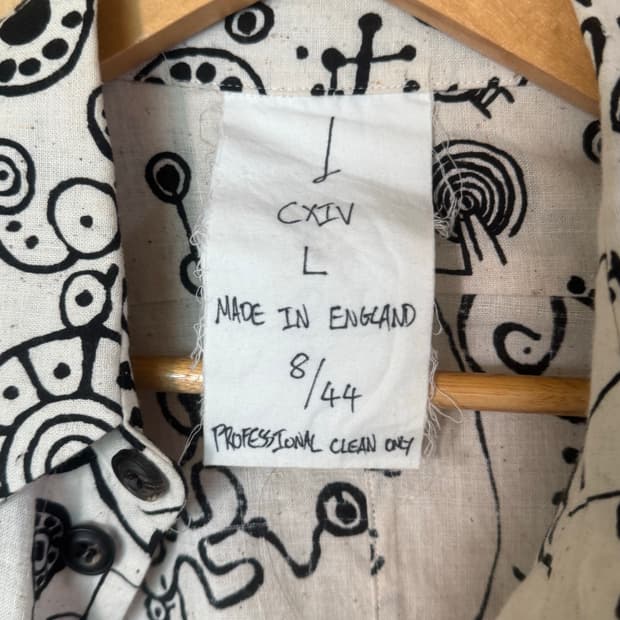 CXIV
L
MADE IN ENGLAND
8/44
PROFESSIONAL CLEAN ONLY